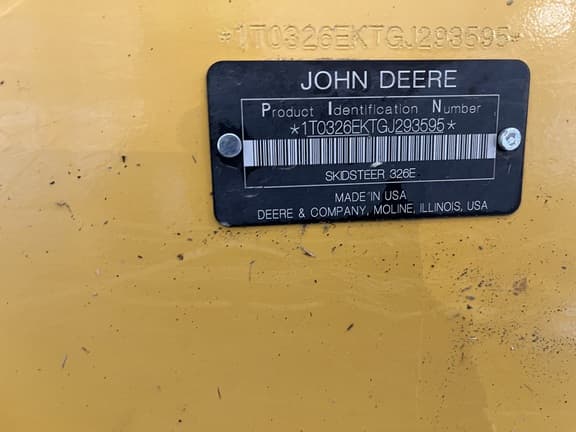 *1T0326EKTGJ293595*
JOHN DEERE
Product Identification Number
*1T0326EKTGJ293595*
SKIDSTEER 326E
MADE IN USA
DEERE & COMPANY, MOLINE, ILLINOIS, USA